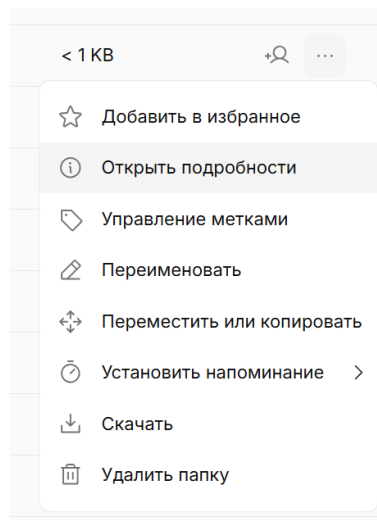 < 1 KB
Добавить в избранное
Открыть подробности
Управление метками
Переименовать
Переместить или копировать
Установить напоминание
Скачать
Удалить папку